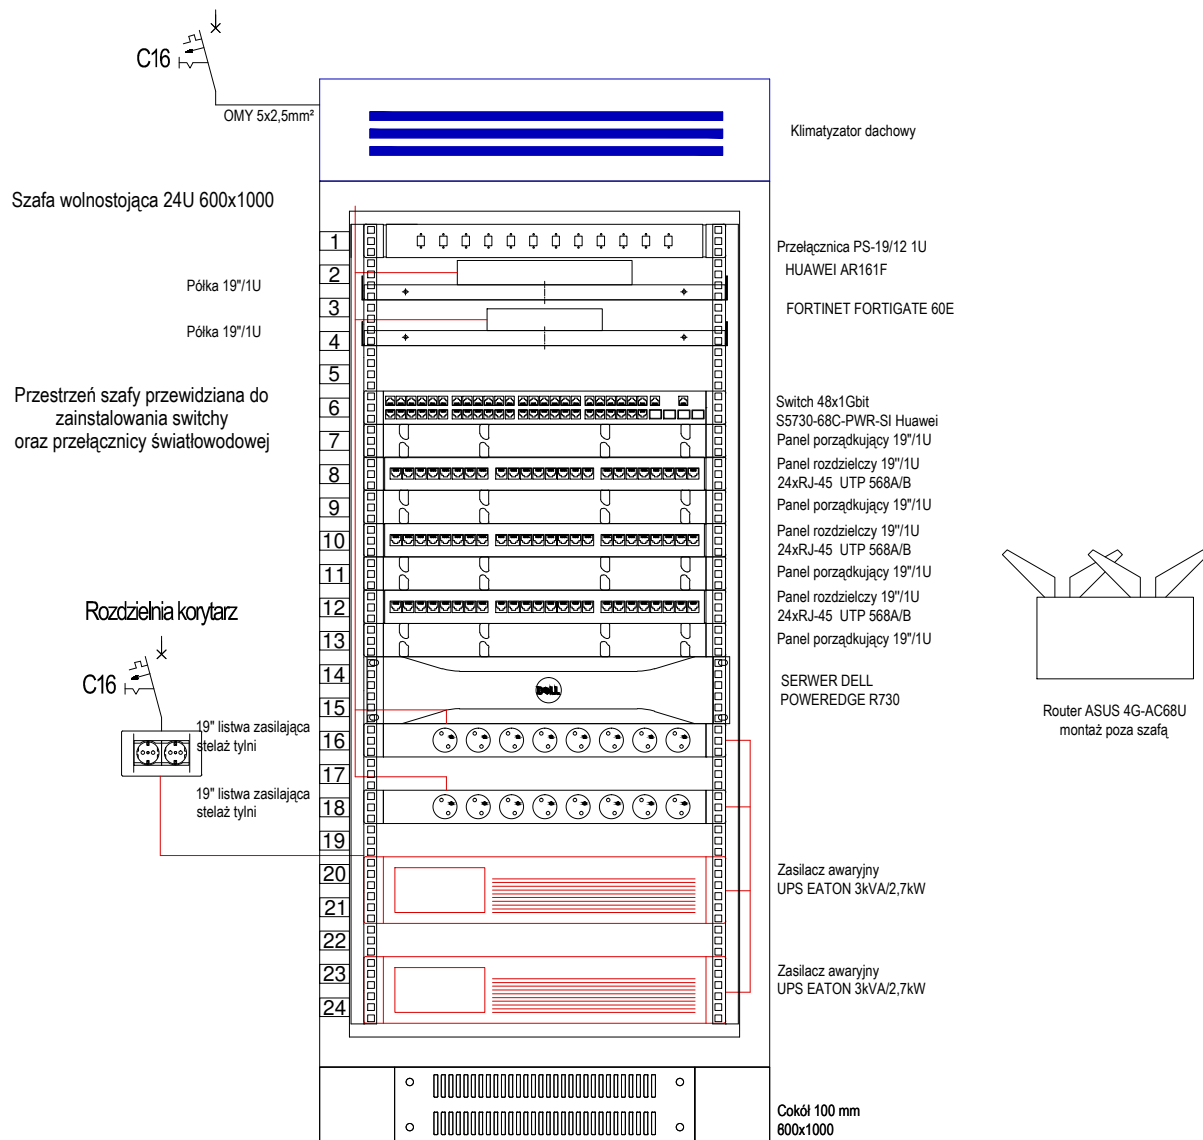 C16
OMY 5x2,5mm²
Klimatyzator dachowy
Szafa wolnostojąca 24U 600x1000
1
Przełącznica PS-19/12 1U
2
HUAWEI AR161F
Półka 19"/1U
3
FORTINET FORTIGATE 60E
Półka 19"/1U
4
5
Przestrzeń szafy przewidziana do
zainstalowania switchy
oraz przełącznicy światłowodowej
6
Switch 48x1Gbit
S5730-68C-PWR-SI Huawei
7
Panel porządkujący 19"/1U
8
Panel rozdzielczy 19"/1U
24xRJ-45 UTP 568A/B
9
Panel porządkujący 19"/1U
10
Panel rozdzielczy 19"/1U
24xRJ-45 UTP 568A/B
11
Panel porządkujący 19"/1U
12
Panel rozdzielczy 19"/1U
24xRJ-45 UTP 568A/B
13
Panel porządkujący 19"/1U
Rozdzielnia korytarz
C16
14
DELL
SERWER DELL
POWEREDGE R730
15
Router ASUS 4G-AC68U
montaż poza szafą
19" listwa zasilająca
stelaż tylni
16
17
19" listwa zasilająca
stelaż tylni
18
19
20
Zasilacz awaryjny
UPS EATON 3kVA/2,7kW
21
22
23
Zasilacz awaryjny
UPS EATON 3kVA/2,7kW
24
Cokół 100 mm
600x1000